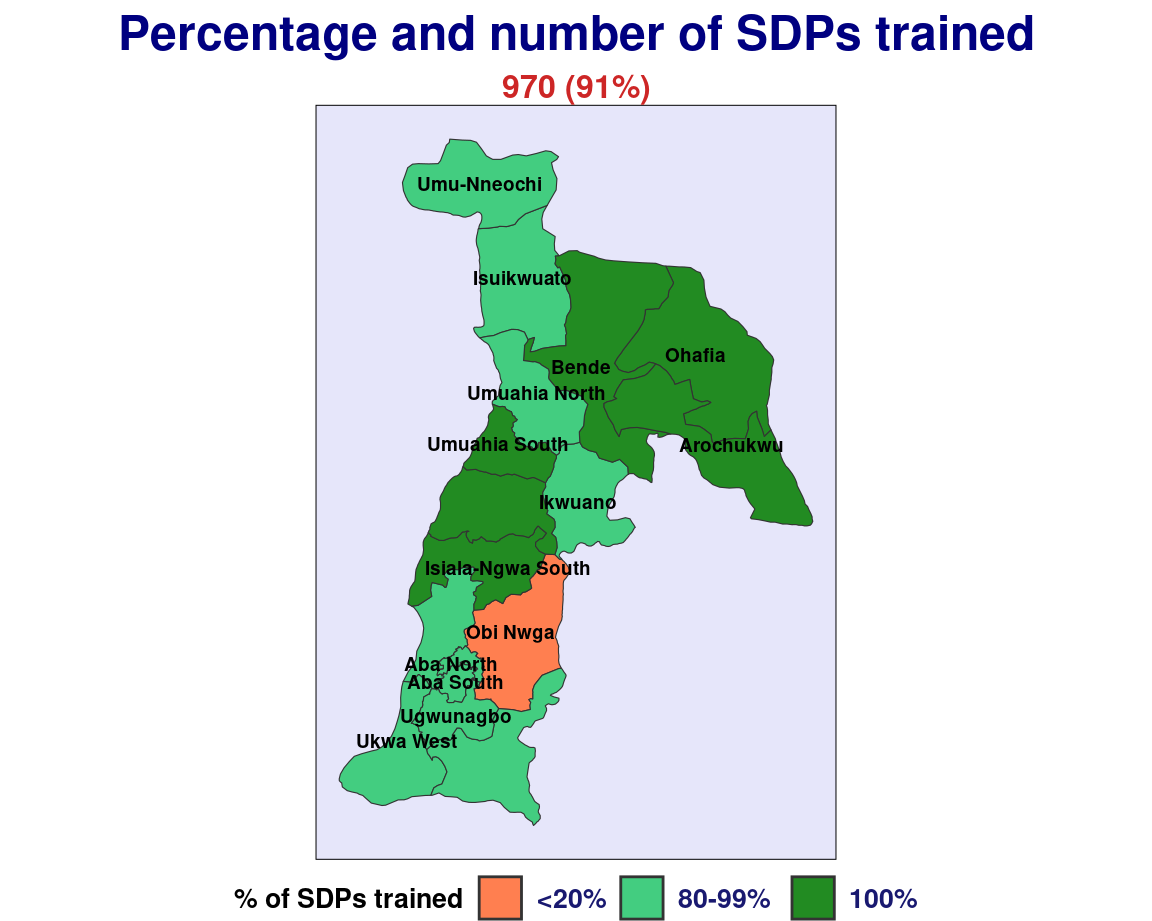 Percentage and number of SDPs trained
970 (91%)
Umu-Nneochi
Isuikwuato
Ohafia
Bende
Umuahia North
Umuahia South
Arochukwu
Ikwuano
Isiala-Ngwa South
Obi Nwga
Aba North
Aba South
Ugwunagbo
Ukwa West
% of SDPs trained <20% 80-99% 100%